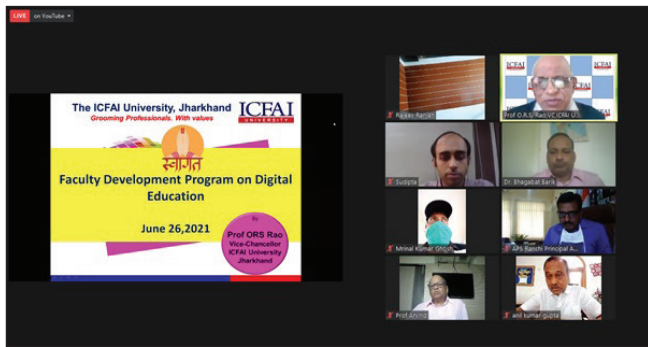 LIVE on YouTube
The ICFAI University, Jharkhand
Grooming Professionals. With values
ICFAI
UNIVERSITY
स्वागत
Faculty Development Program on Digital
Education
June 26,2021
By
Prof ORS Rao
Vice-Chancellor
ICFAI University
Jharkhand
Rajeev Ranjan
Prof O.R.S. Rao,VC,ICFAI U...
Sudipta
Dr. Bhagabat Barik
Mrinal Kumar Ghosh
APS Ranchi Principal A...
Prof Arvind
anil kumar-gupta